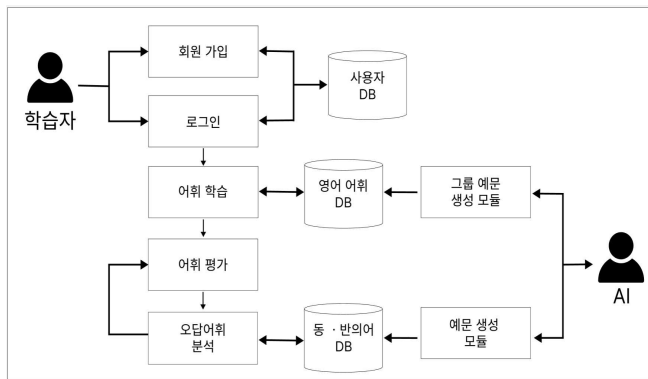 회원 가입
사용자
DB
학습자
로그인
어휘 학습
영어 어휘
DB
그룹 예문
생성 모듈
어휘 평가
AI
오답어휘
분석
동 · 반의어
DB
예문 생성
모듈